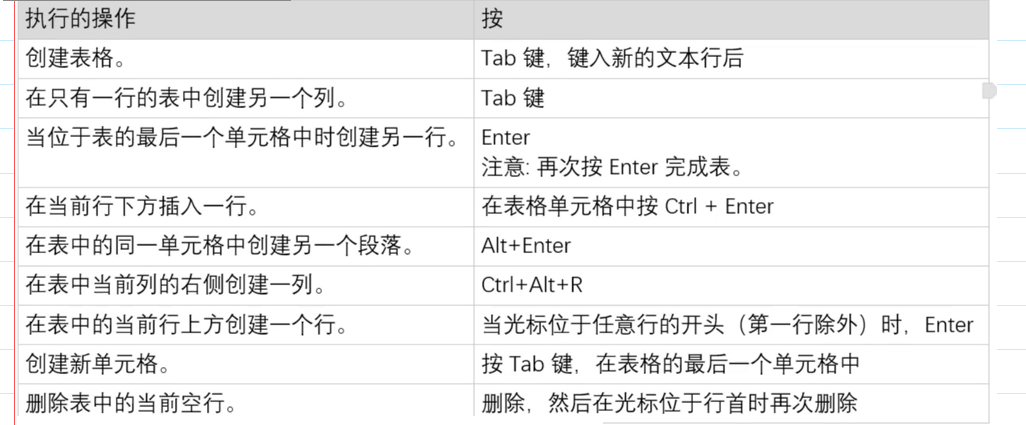 执行的操作 按
创建表格。 Tab 键，键入新的文本行后
在只有一行的表中创建另一个列。 Tab 键
当位于表的最后一个单元格中时创建另一行。 Enter
注意: 再次按 Enter 完成表。
在当前行下方插入一行。 在表格单元格中按 Ctrl + Enter
在表中的同一单元格中创建另一个段落。 Alt+Enter
在表中当前列的右侧创建一列。 Ctrl+Alt+R
在表中的当前行上方创建一个行。 当光标位于任意行的开头（第一行除外）时，Enter
创建新单元格。 按 Tab 键，在表格的最后一个单元格中
删除表中的当前空行。 删除，然后在光标位于行首时再次删除